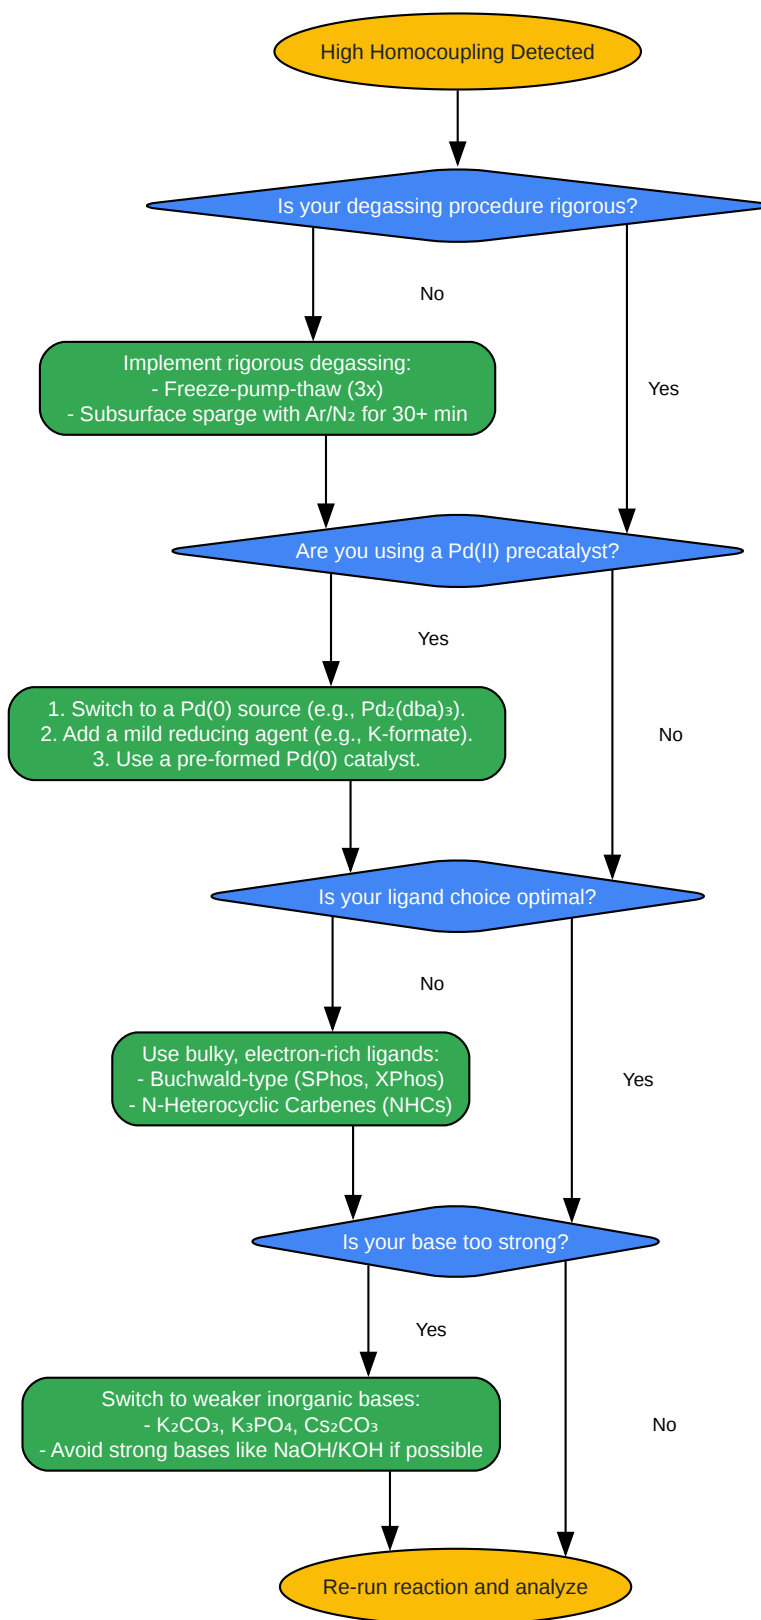 High Homocoupling Detected
Is your degassing procedure rigorous?
No
Implement rigorous degassing:
- Freeze-pump-thaw (3x)
- Subsurface sparge with Ar/N₂ for 30+ min
Yes
Are you using a Pd(II) precatalyst?
Yes
1. Switch to a Pd(0) source (e.g., Pd₂(dba)₃).
2. Add a mild reducing agent (e.g., K-formate).
3. Use a pre-formed Pd(0) catalyst.
No
Is your ligand choice optimal?
No
Use bulky, electron-rich ligands:
- Buchwald-type (SPhos, XPhos)
- N-Heterocyclic Carbenes (NHCs)
Yes
Is your base too strong?
Yes
Switch to weaker inorganic bases:
- K₂CO₃, K₃PO₄, Cs₂CO₃
- Avoid strong bases like NaOH/KOH if possible
No
Re-run reaction and analyze